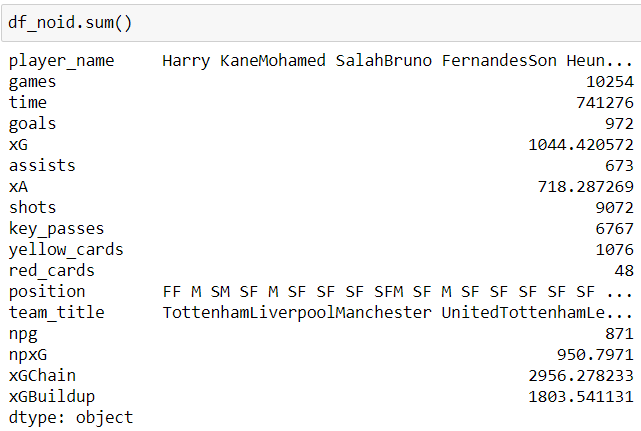 df_noid.sum()
player_name Harry KaneMohamed SalahBruno FernandesSon Heun...
games 10254
time 741276
goals 972
xG 1044.420572
assists 673
xA 718.287269
shots 9072
key_passes 6767
yellow_cards 1076
red_cards 48
position FF M SM SF M SF SF SF SFM SF M SF SF SF SF SF ...
team_title TottenhamLiverpoolManchester UnitedTottenhamLe...
npg 871
npxG 950.7971
xGChain 2956.278233
xGBuildup 1803.541131
dtype: object